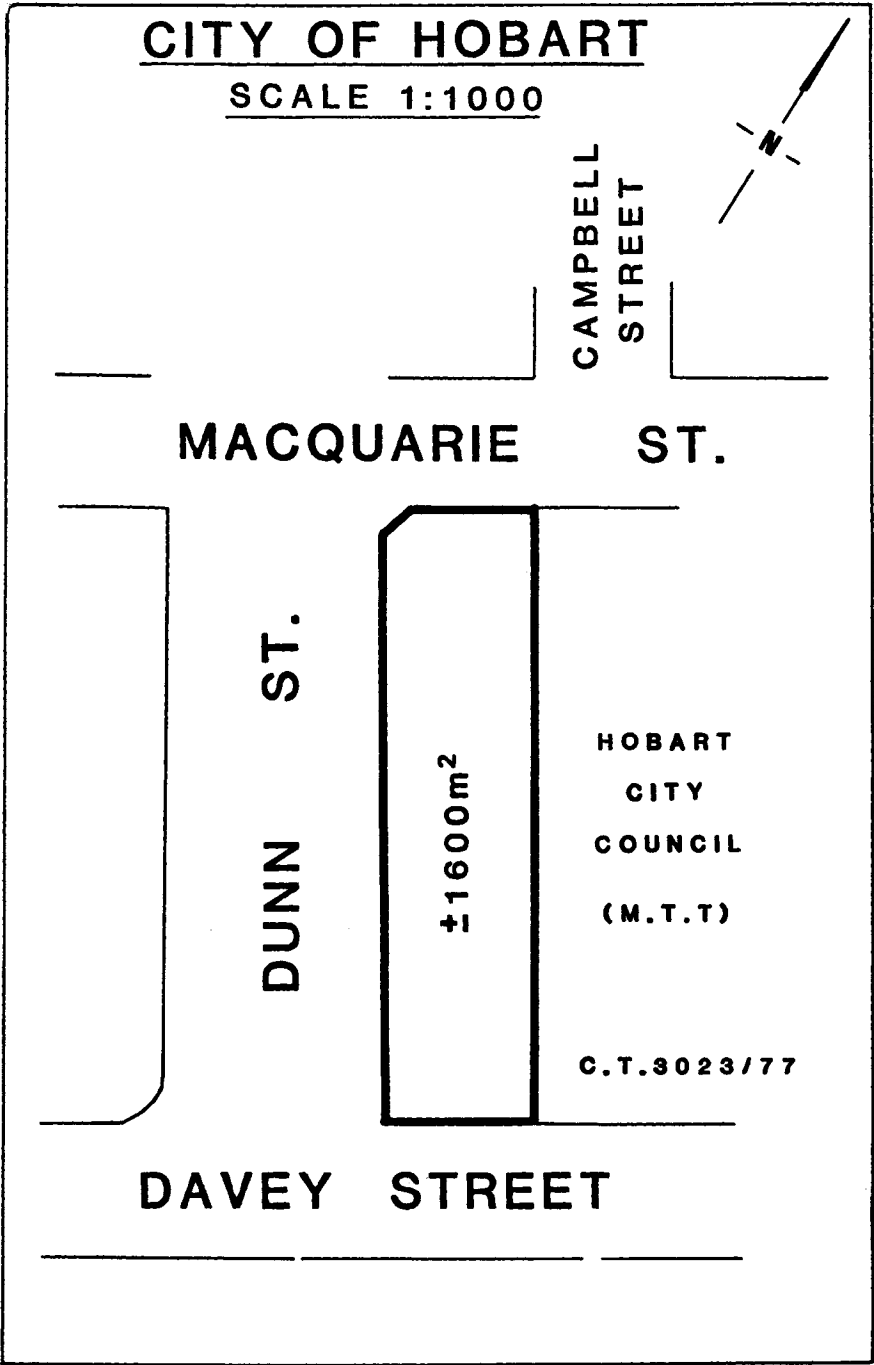 CITY OF HOBART
SCALE 1:1000
N
CAMPBELL
STREET
MACQUARIE ST.
DUNN ST.
±1600m²
HOBART
CITY
COUNCIL
(M.T.T)
C.T.3023/77
DAVEY STREET